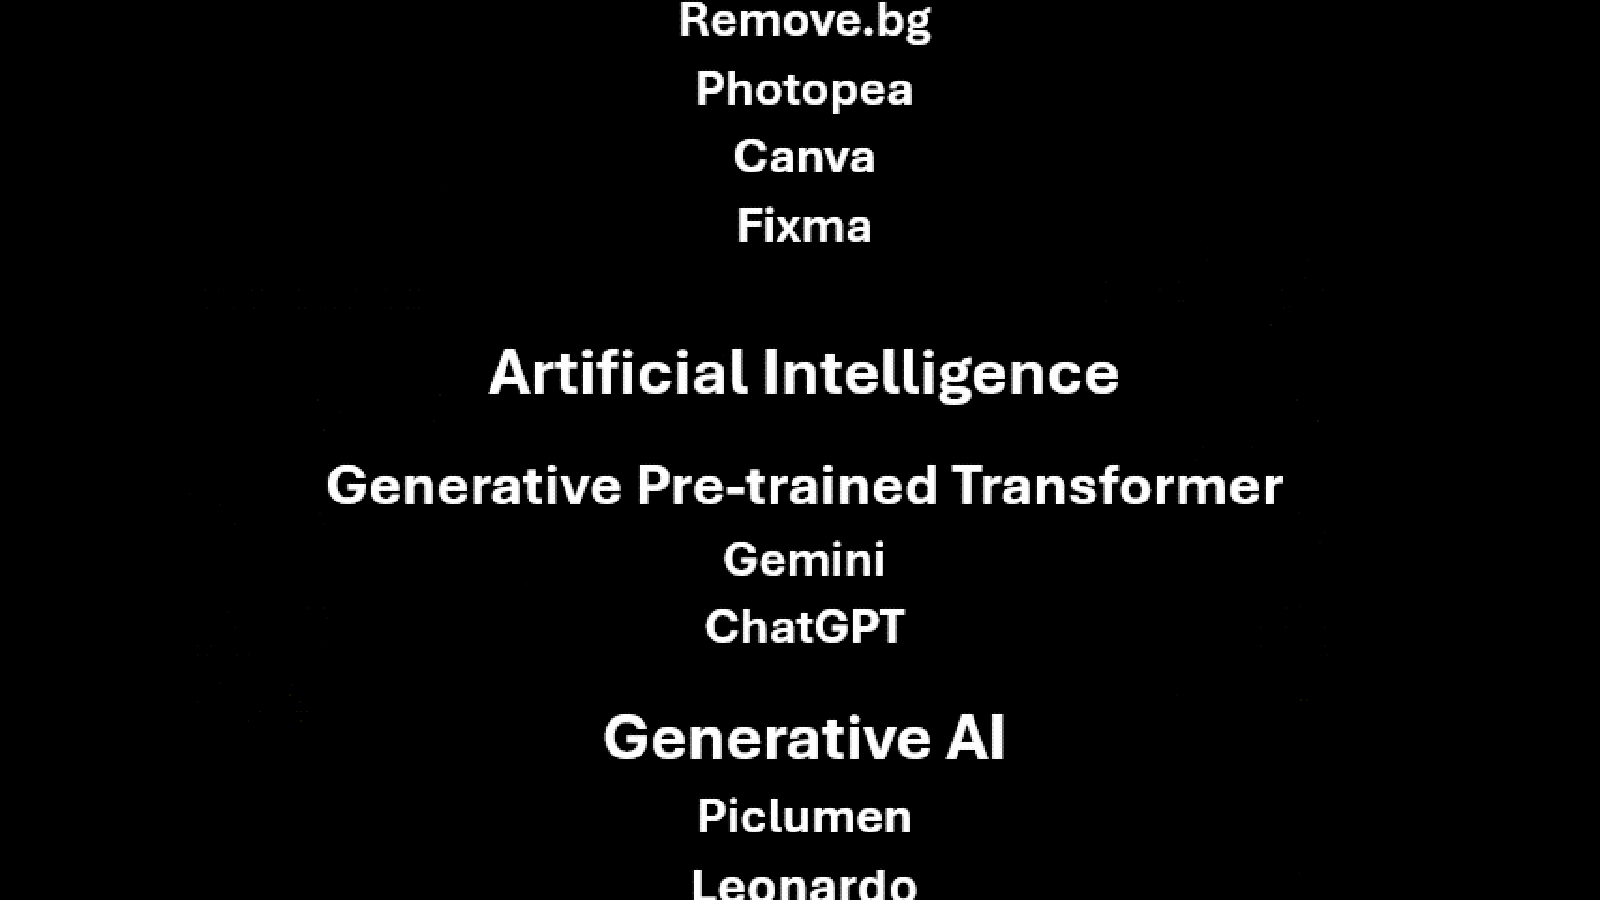 Remove.bg
Photopea
Canva
Fixma
Artificial Intelligence
Generative Pre-trained Transformer
Gemini
ChatGPT
Generative AI
Piclumen
Leonardo